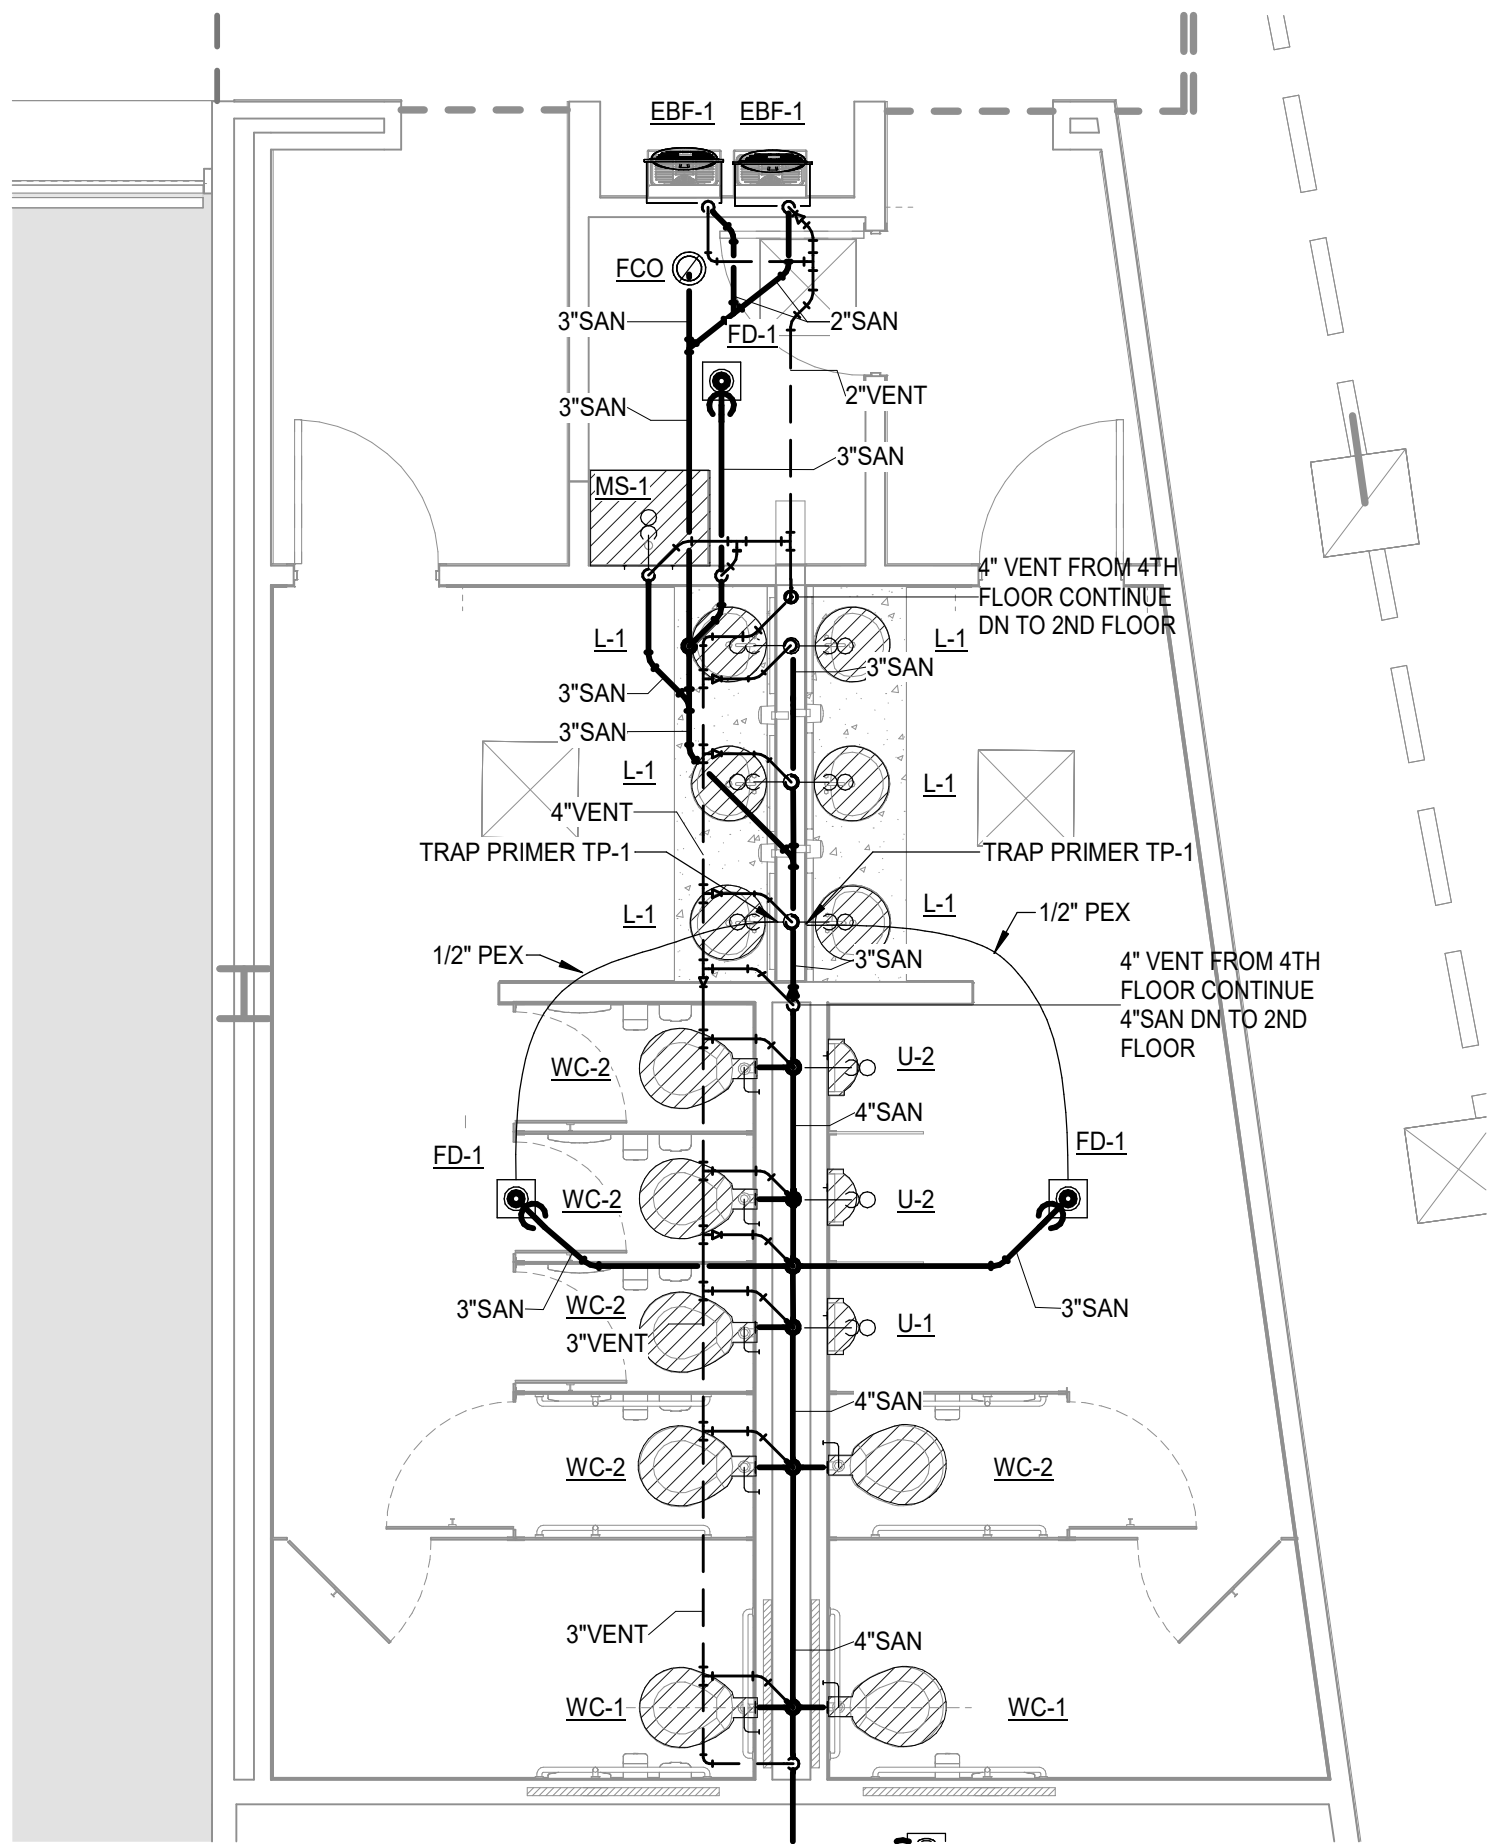 EBF-1 EBF-1
FCO
3"SAN
2"SAN
FD-1
2"VENT
3"SAN
3"SAN
MS-1
4" VENT FROM 4TH
FLOOR CONTINUE
DN TO 2ND FLOOR
L-1
L-1
3"SAN
3"SAN
3"SAN
L-1
L-1
4"VENT
TRAP PRIMER TP-1
TRAP PRIMER TP-1
L-1
L-1
1/2" PEX
1/2" PEX
3"SAN
4" VENT FROM 4TH
FLOOR CONTINUE
4"SAN DN TO 2ND
FLOOR
WC-2
U-2
4"SAN
FD-1
FD-1
WC-2
U-2
3"SAN
WC-2
3"SAN
U-1
3"VENT
4"SAN
WC-2
WC-2
3"VENT
4"SAN
WC-1
WC-1